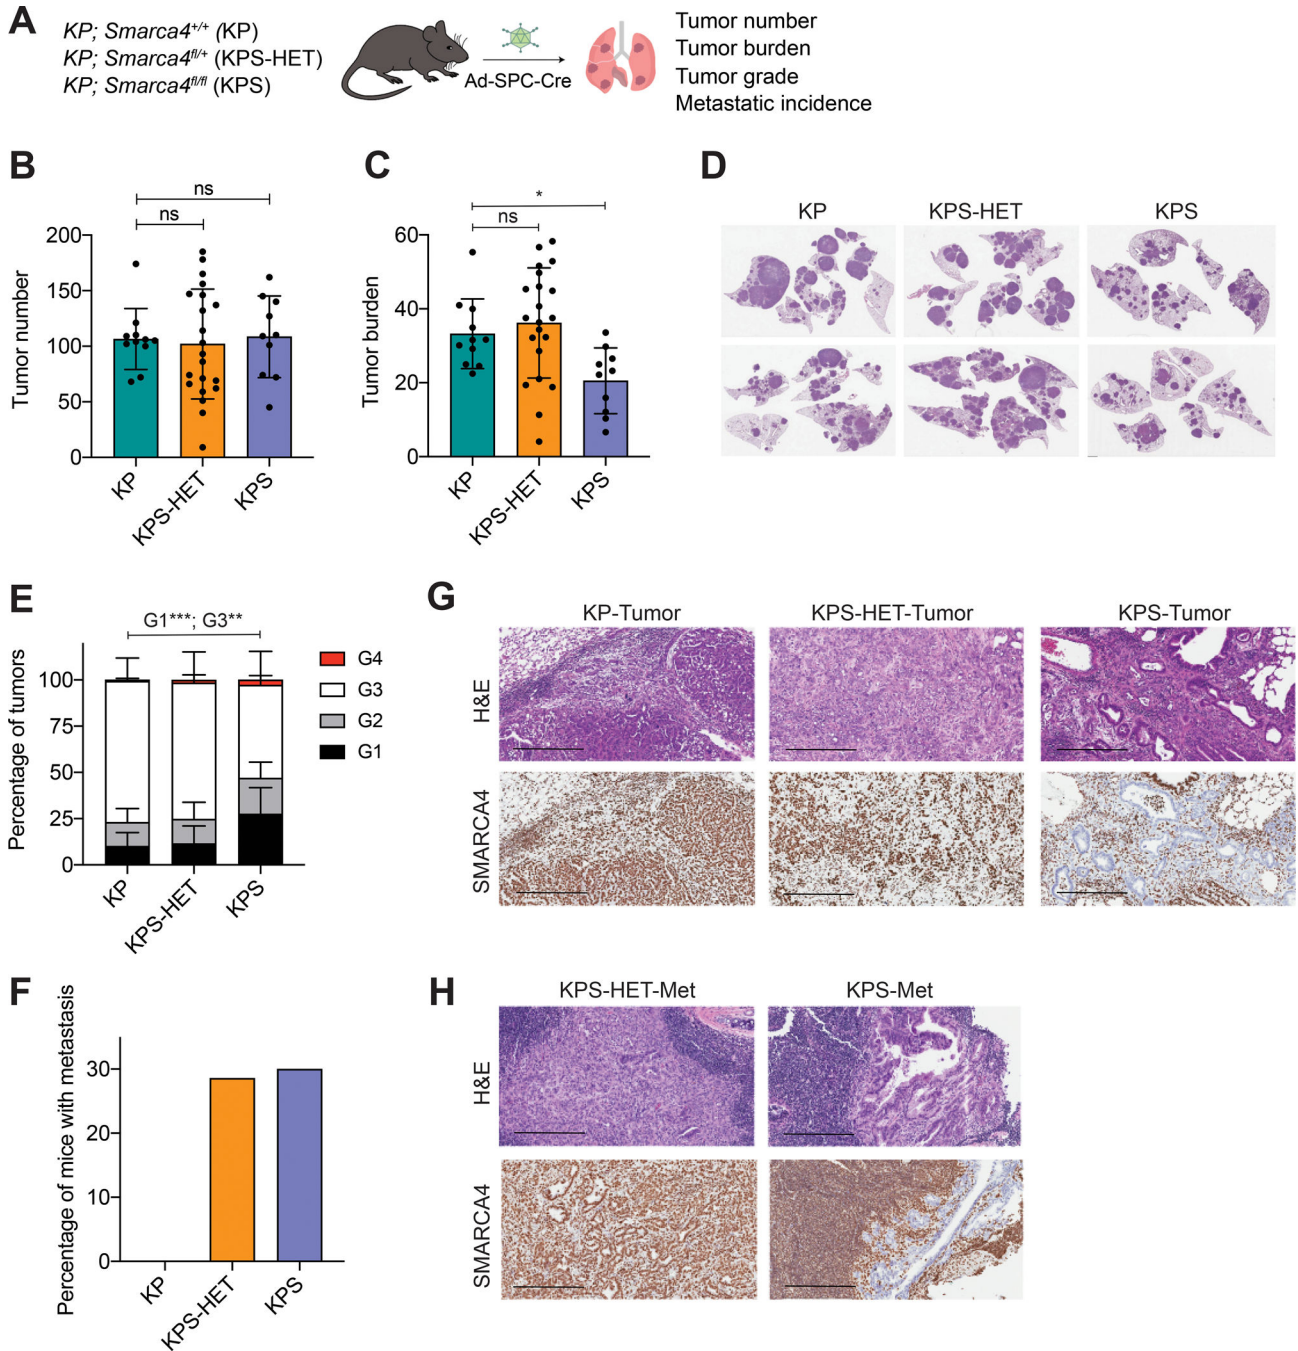 A
KP; Smarca4+/+ (KP)
KP; Smarca4fl/+ (KPS-HET)
KP; Smarca4fl/fl (KPS)
Ad-SPC-Cre
Tumor number
Tumor burden
Tumor grade
Metastatic incidence
B
ns
ns
Tumor number
200
150
100
50
0
KP
KPS-HET
KPS
C
*
ns
Tumor burden
60
40
20
0
KP
KPS-HET
KPS
D
KP
KPS-HET
KPS
E
G1***; G3**
Percentage of tumors
100
75
50
25
0
KP
KPS-HET
KPS
G4
G3
G2
G1
G
KP-Tumor
KPS-HET-Tumor
KPS-Tumor
H&E
SMARCA4
F
Percentage of mice with metastasis
30
20
10
0
KP
KPS-HET
KPS
H
KPS-HET-Met
KPS-Met
H&E
SMARCA4